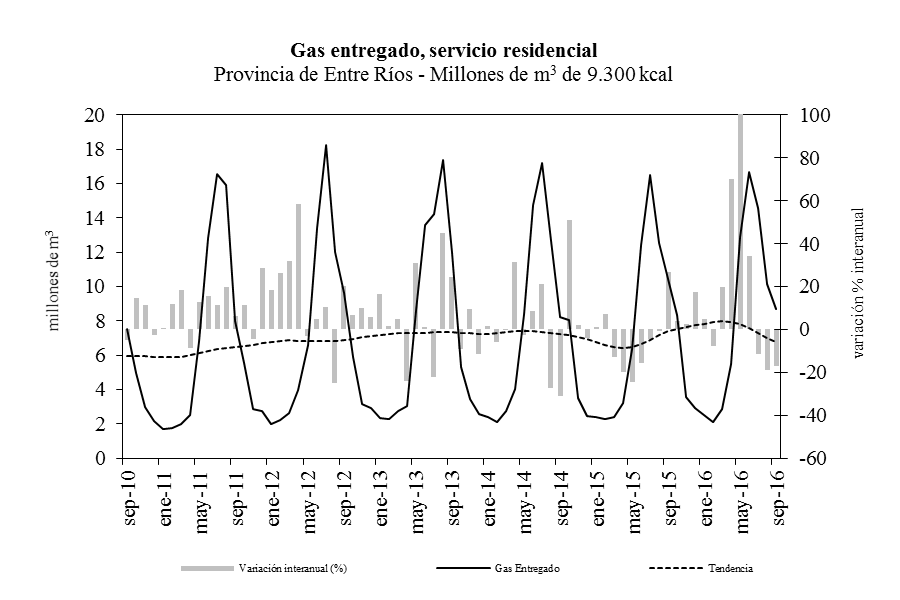 Gas entregado, servicio residencial
Provincia de Entre Ríos - Millones de m³ de 9.300 kcal
20
18
16
14
12
10
8
6
4
2
0
millones de m³
100
80
60
40
20
0
-20
-40
-60
variación % interanual
sep-10
ene-11
may-11
sep-11
ene-12
may-12
sep-12
ene-13
may-13
sep-13
ene-14
may-14
sep-14
ene-15
may-15
sep-15
ene-16
may-16
sep-16
Variación interanual (%)
Gas Entregado
Tendencia